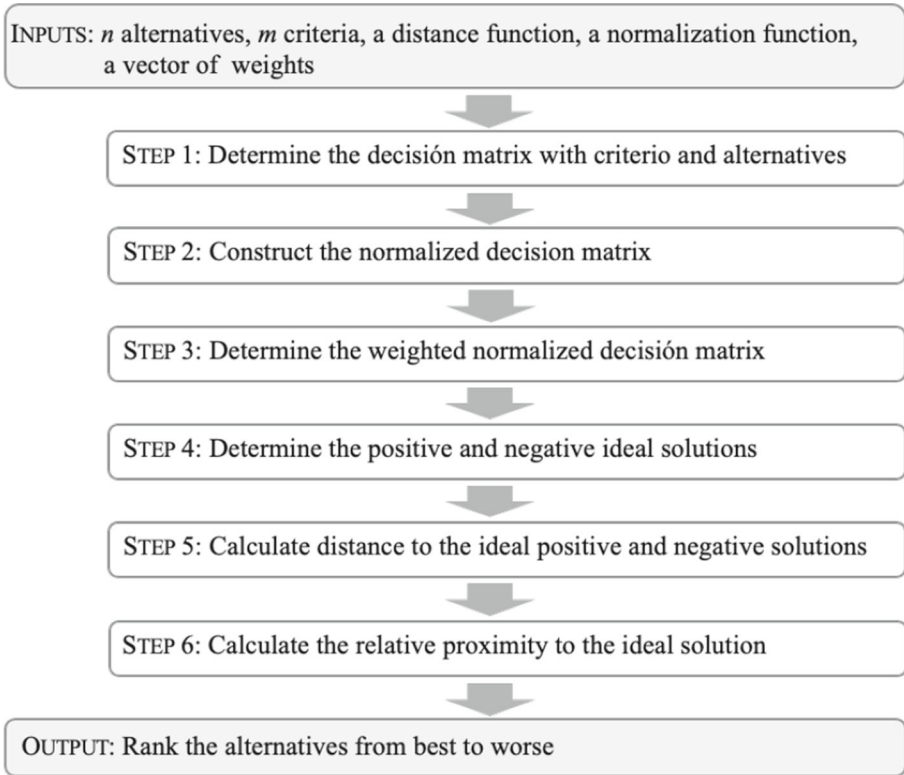 INPUTS: n alternatives, m criteria, a distance function, a normalization function,
a vector of weights
STEP 1: Determine the decisión matrix with criterio and alternatives
STEP 2: Construct the normalized decision matrix
STEP 3: Determine the weighted normalized decisión matrix
STEP 4: Determine the positive and negative ideal solutions
STEP 5: Calculate distance to the ideal positive and negative solutions
STEP 6: Calculate the relative proximity to the ideal solution
OUTPUT: Rank the alternatives from best to worse